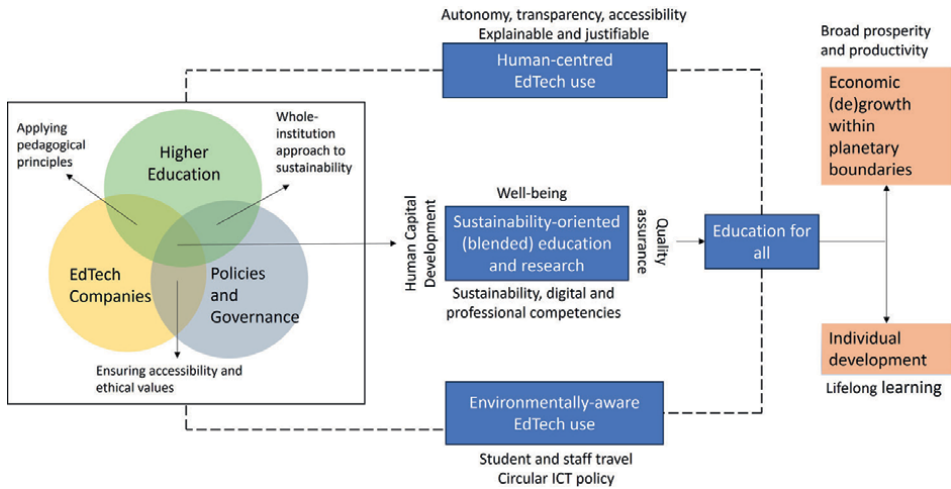 Autonomy, transparency, accessibility
Explainable and justifiable
Human-centred
EdTech use
Broad prosperity
and productivity
Economic
(de)growth
within
planetary
boundaries
Applying
pedagogical
principles
Higher
Education
Whole-
institution
approach to
sustainability
EdTech
Companies
Policies
and
Governance
Ensuring accessibility and
ethical values
Human Capital
Development
Well-being
Sustainability-oriented
(blended) education
and research
Sustainability, digital and
professional competencies
Quality
assurance
Education for
all
Individual
development
Lifelong learning
Environmentally-aware
EdTech use
Student and staff travel
Circular ICT policy